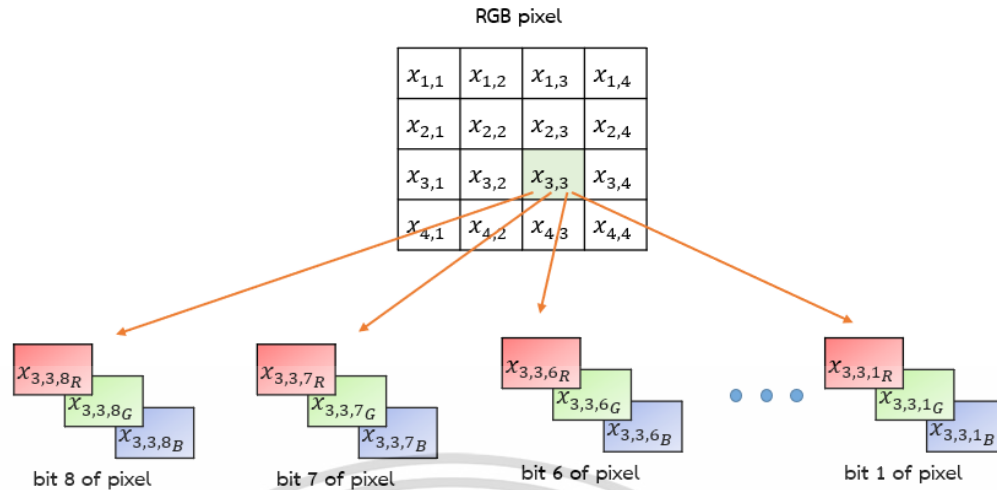 RGB pixel
x1,1 x1,2 x1,3 x1,4
x2,1 x2,2 x2,3 x2,4
x3,1 x3,2 x3,3 x3,4
x4,1 x4,2 x4,3 x4,4
x3,3,8R x3,3,7R x3,3,6R x3,3,1R
x3,3,8G x3,3,7G x3,3,6G x3,3,1G
x3,3,8B x3,3,7B x3,3,6B x3,3,1B
bit 8 of pixel bit 7 of pixel bit 6 of pixel bit 1 of pixel